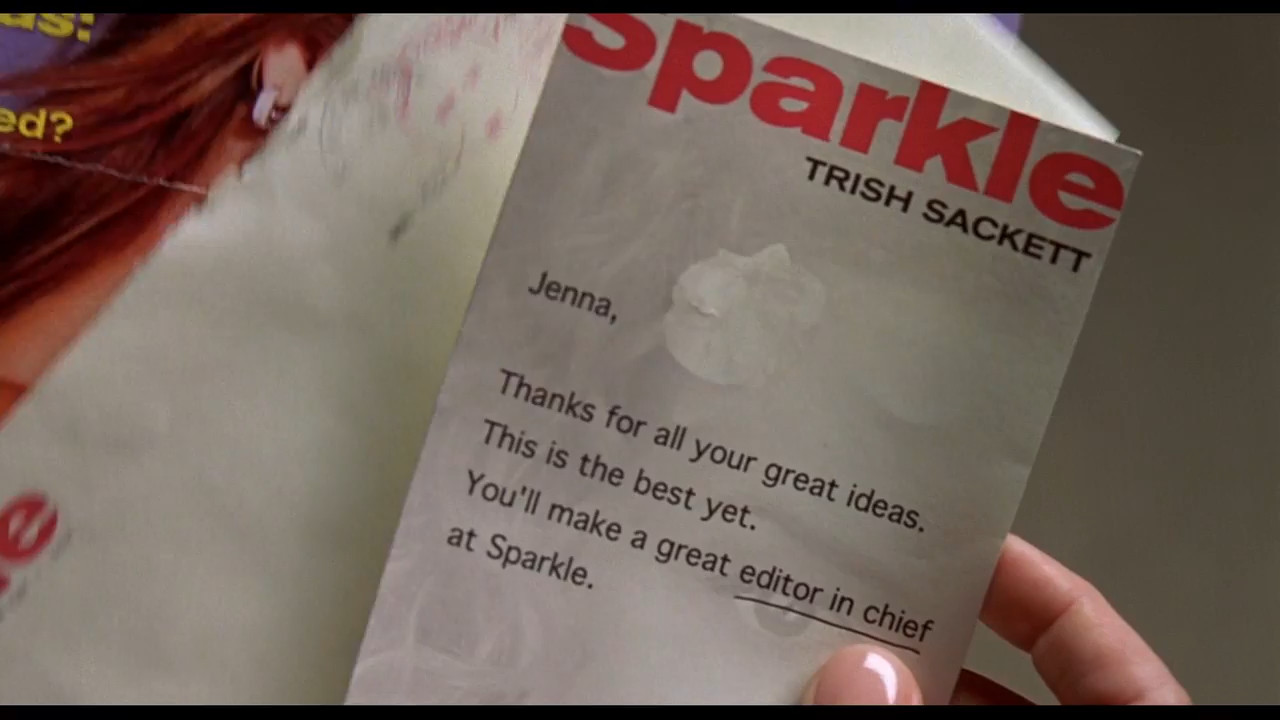 as!
ed?
Sparkle
TRISH SACKETT
Jenna,
Thanks for all your great ideas.
This is the best yet.
You'll make a great editor in chief
at Sparkle.
e